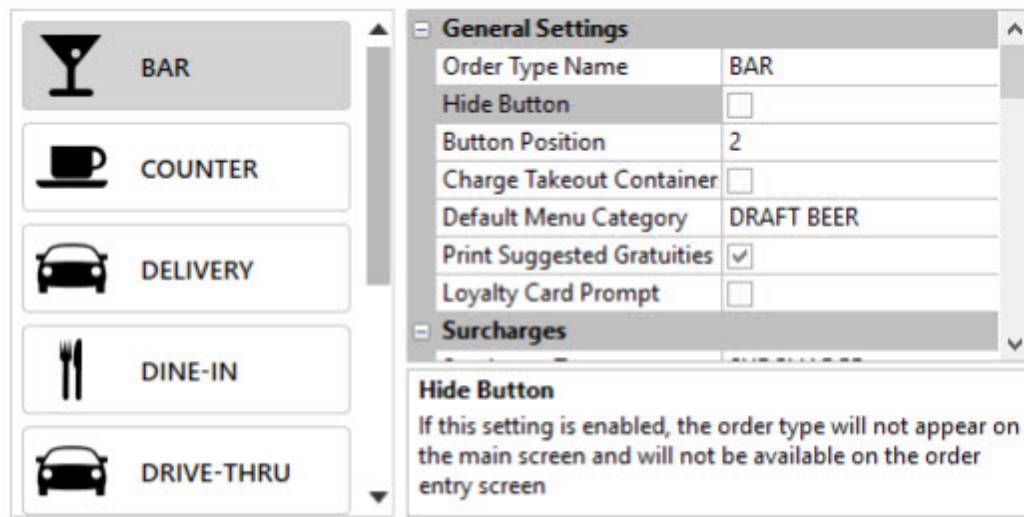 BAR
COUNTER
DELIVERY
DINE-IN
DRIVE-THRU
General Settings
Order Type Name BAR
Hide Button
Button Position 2
Charge Takeout Container
Default Menu Category DRAFT BEER
Print Suggested Gratuities
Loyalty Card Prompt
Surcharges
Hide Button
If this setting is enabled, the order type will not appear on
the main screen and will not be available on the order
entry screen